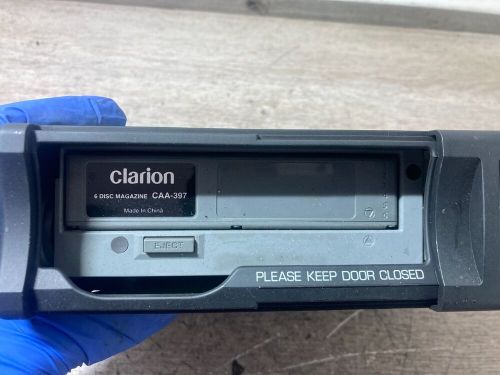 Clarion
6 DISC MAGAZINE CAA-397
Made in China
EJECT
PLEASE KEEP DOOR CLOSED